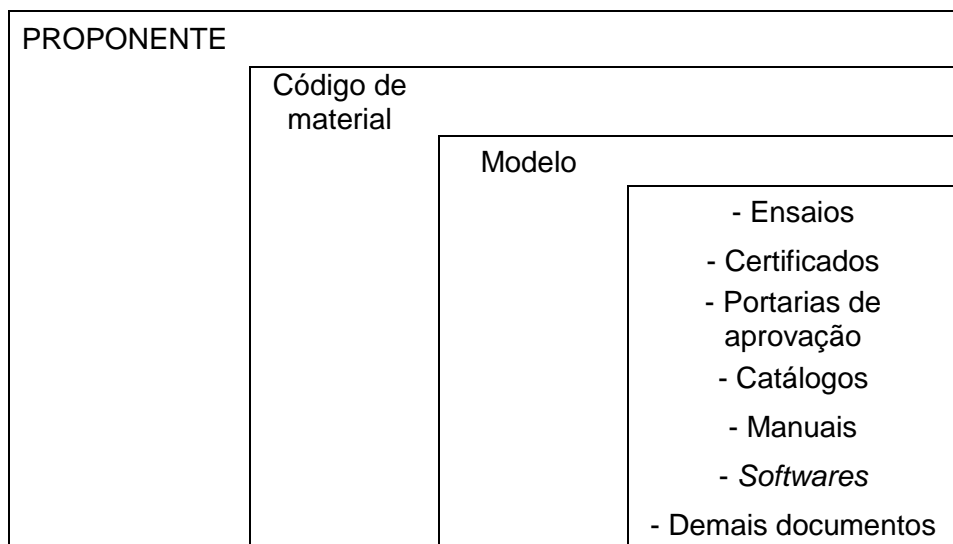 PROPONENTE
Código de
material
Modelo
- Ensaios
- Certificados
- Portarias de
aprovação
- Catálogos
- Manuais
- Softwares
- Demais documentos